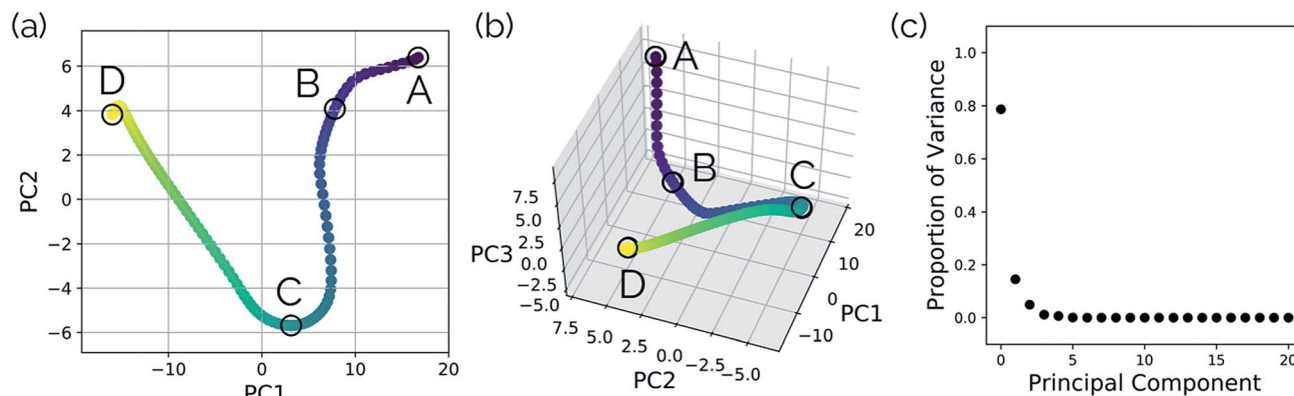 (a)
6
4
2
0
−2
−4
−6
−10
0
10
20
PC1
PC2
A
B
C
D
(b)
A
B
C
D
7.5
5.0
2.5
0.0
−2.5
−5.0
PC3
7.5
5.0
2.5
0.0
−2.5
−5.0
PC2
20
10
0
−10
PC1
(c)
1.0
0.8
0.6
0.4
0.2
0.0
Proportion of Variance
0
5
10
15
20
Principal Component